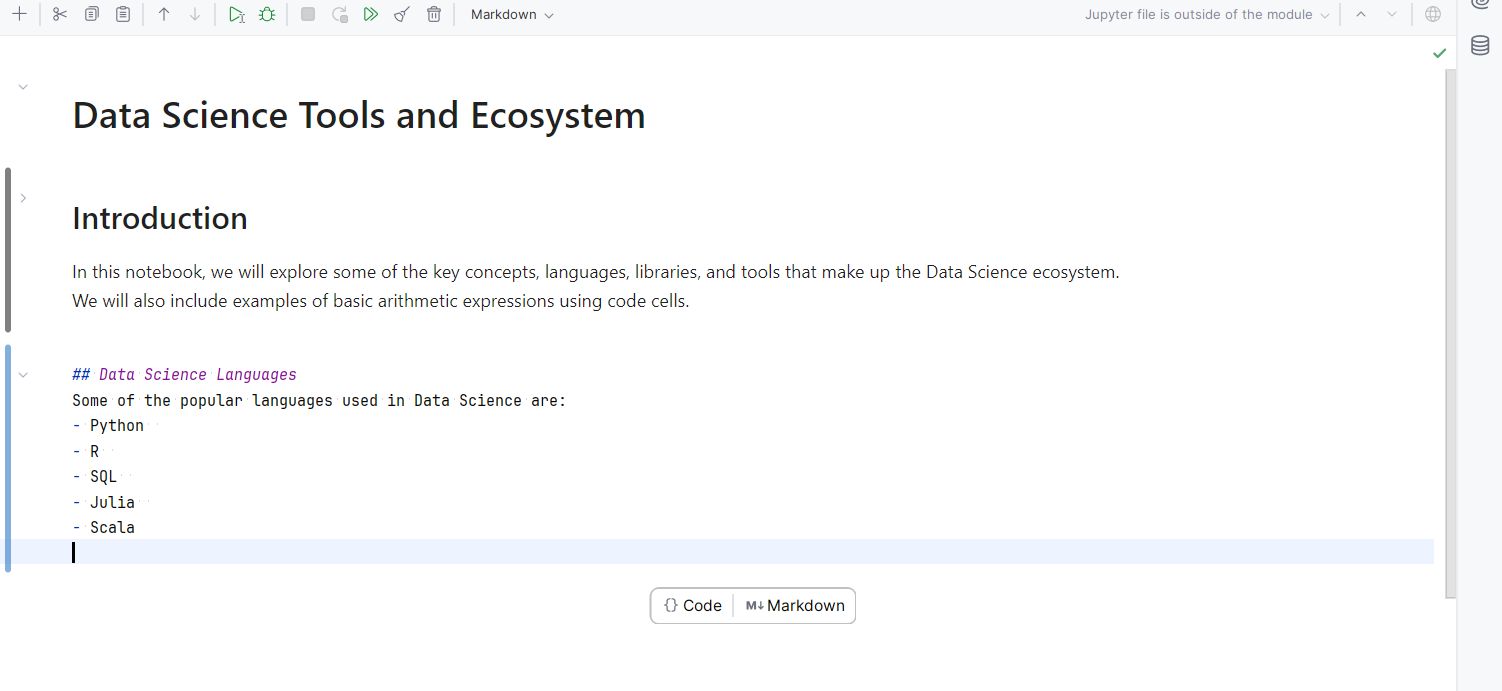 Markdown
Jupyter file is outside of the module
Data Science Tools and Ecosystem
Introduction
In this notebook, we will explore some of the key concepts, languages, libraries, and tools that make up the Data Science ecosystem.
We will also include examples of basic arithmetic expressions using code cells.
## Data Science Languages
Some of the popular languages used in Data Science are:
- Python
- R
- SQL
- Julia
- Scala
{} Code
M↓ Markdown